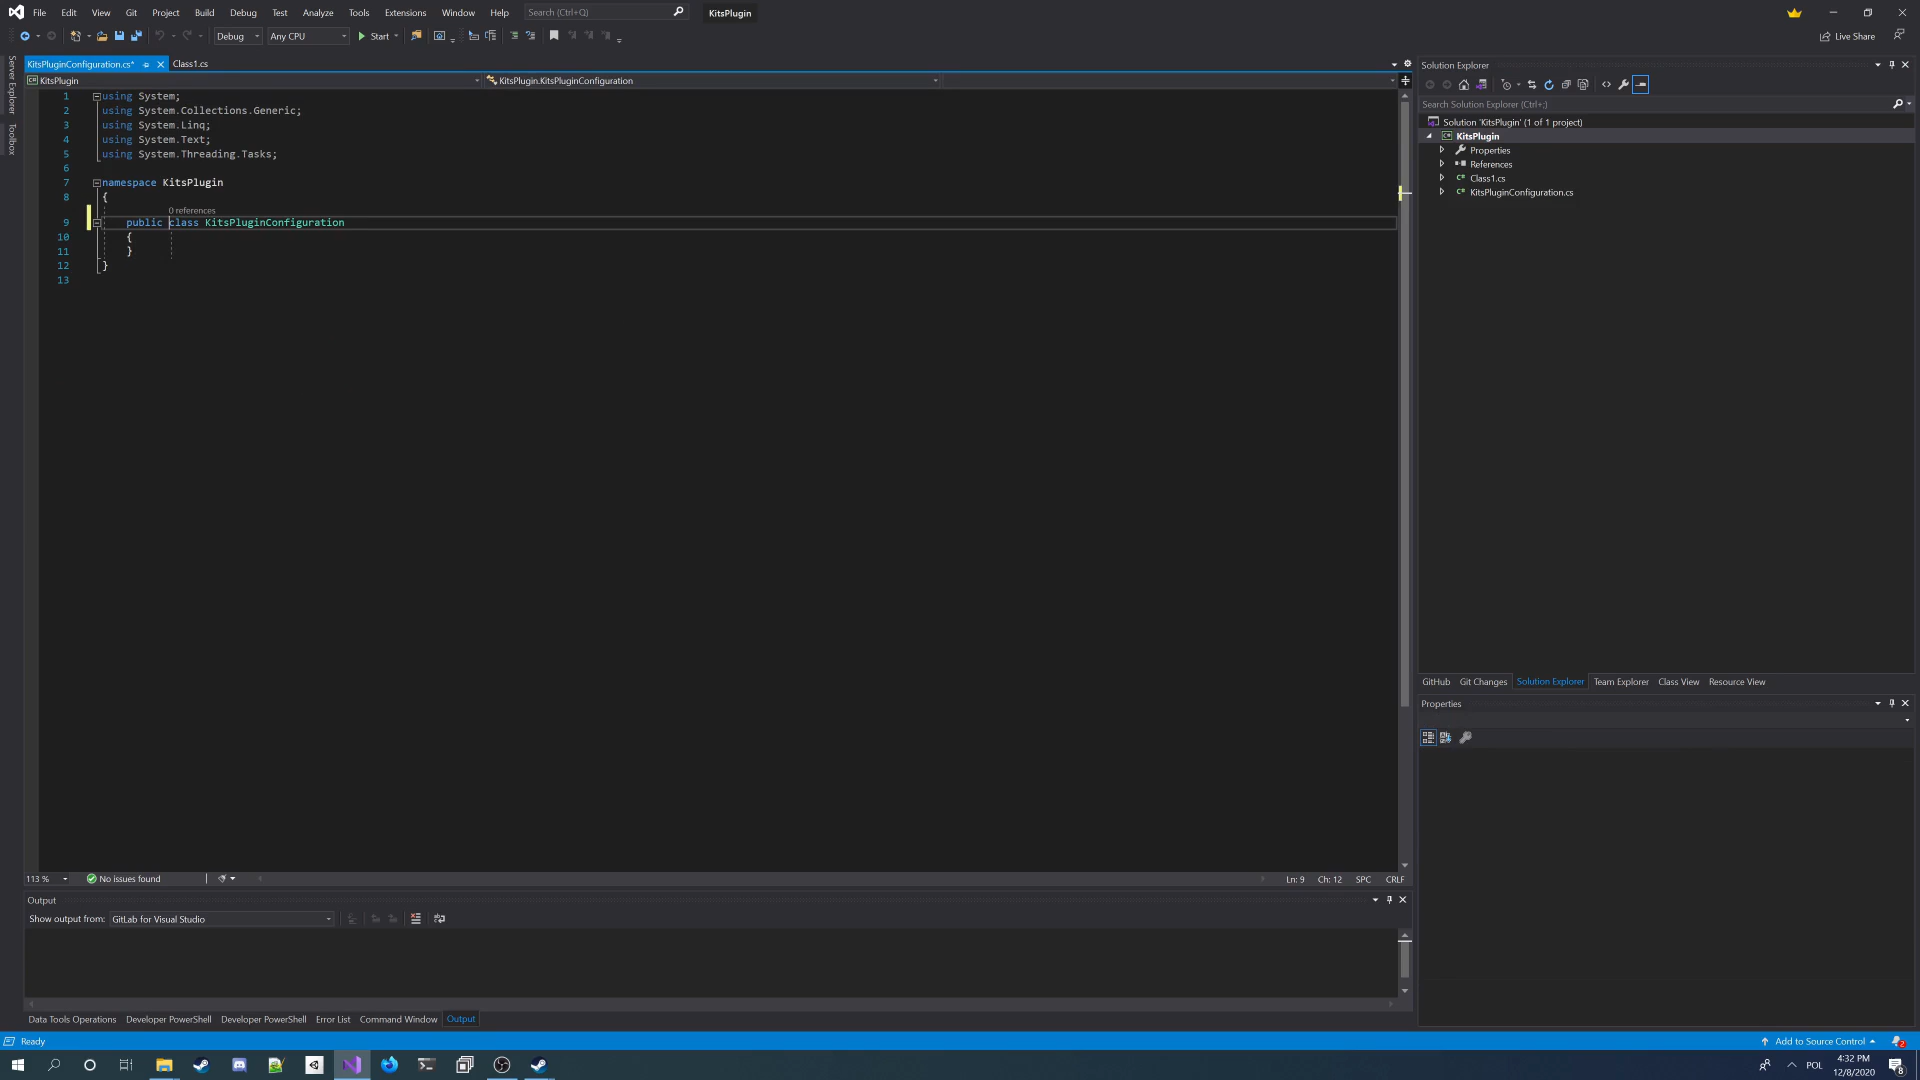 File Edit View Git Project Build Debug Test Analyze Tools Extensions Window Help Search (Ctrl+Q) KitsPlugin
Debug Any CPU Start Live Share
Server Explorer
Toolbox
KitsPluginConfiguration.cs* Class1.cs
KitsPlugin KitsPlugin.KitsPluginConfiguration
1 using System;
2 using System.Collections.Generic;
3 using System.Linq;
4 using System.Text;
5 using System.Threading.Tasks;
6
7 namespace KitsPlugin
8 {
0 references
9 public class KitsPluginConfiguration
10 {
11 }
12 }
13
113 % No issues found Ln: 9 Ch: 12 SPC CRLF
Output
Show output from: GitLab for Visual Studio
Data Tools Operations Developer PowerShell Developer PowerShell Error List Command Window Output
Solution Explorer
Search Solution Explorer (Ctrl+;)
Solution 'KitsPlugin' (1 of 1 project)
KitsPlugin
Properties
References
Class1.cs
KitsPluginConfiguration.cs
GitHub Git Changes Solution Explorer Team Explorer Class View Resource View
Properties
Ready Add to Source Control 2
POL 4:32 PM
12/8/2020 8